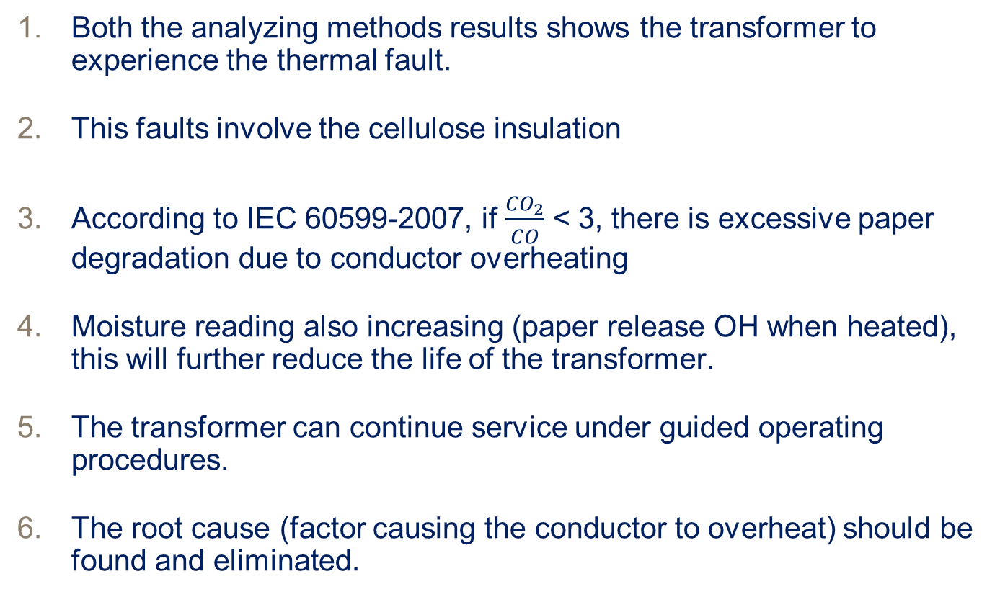 1. Both the analyzing methods results shows the transformer to
experience the thermal fault.
2. This faults involve the cellulose insulation
3. According to IEC 60599-2007, if CO₂/CO < 3, there is excessive paper
degradation due to conductor overheating
4. Moisture reading also increasing (paper release OH when heated),
this will further reduce the life of the transformer.
5. The transformer can continue service under guided operating
procedures.
6. The root cause (factor causing the conductor to overheat) should be
found and eliminated.